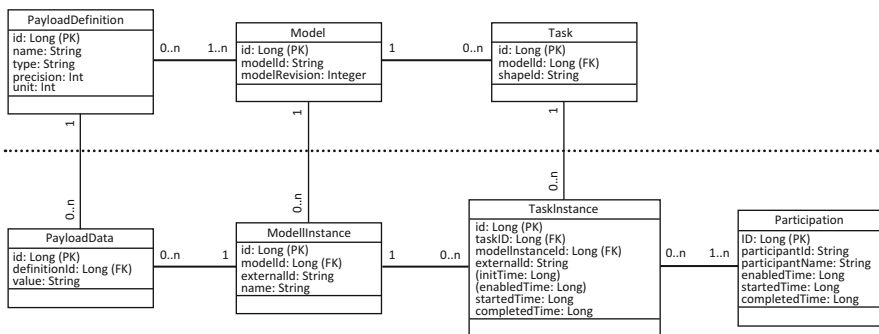 PayloadDefinition
id: Long (PK)
name: String
type: String
precision: Int
unit: Int
0..n
1..n
Model
id: Long (PK)
modelId: String
modelRevision: Integer
1
0..n
Task
id: Long (PK)
modelId: Long (FK)
shapeId: String
1
1
1
0..n
0..n
0..n
PayloadData
id: Long (PK)
definitionId: Long (FK)
value: String
0..n
1
ModellInstance
id: Long (PK)
modelId: Long (FK)
externalId: String
name: String
1
0..n
TaskInstance
id: Long (PK)
taskID: Long (FK)
modelInstanceId: Long (FK)
externalId: String
(initTime: Long)
(enabledTime: Long)
startedTime: Long
completedTime: Long
0..n
1..n
Participation
ID: Long (PK)
participantId: String
participantName: String
enabledTime: Long
startedTime: Long
completedTime: Long